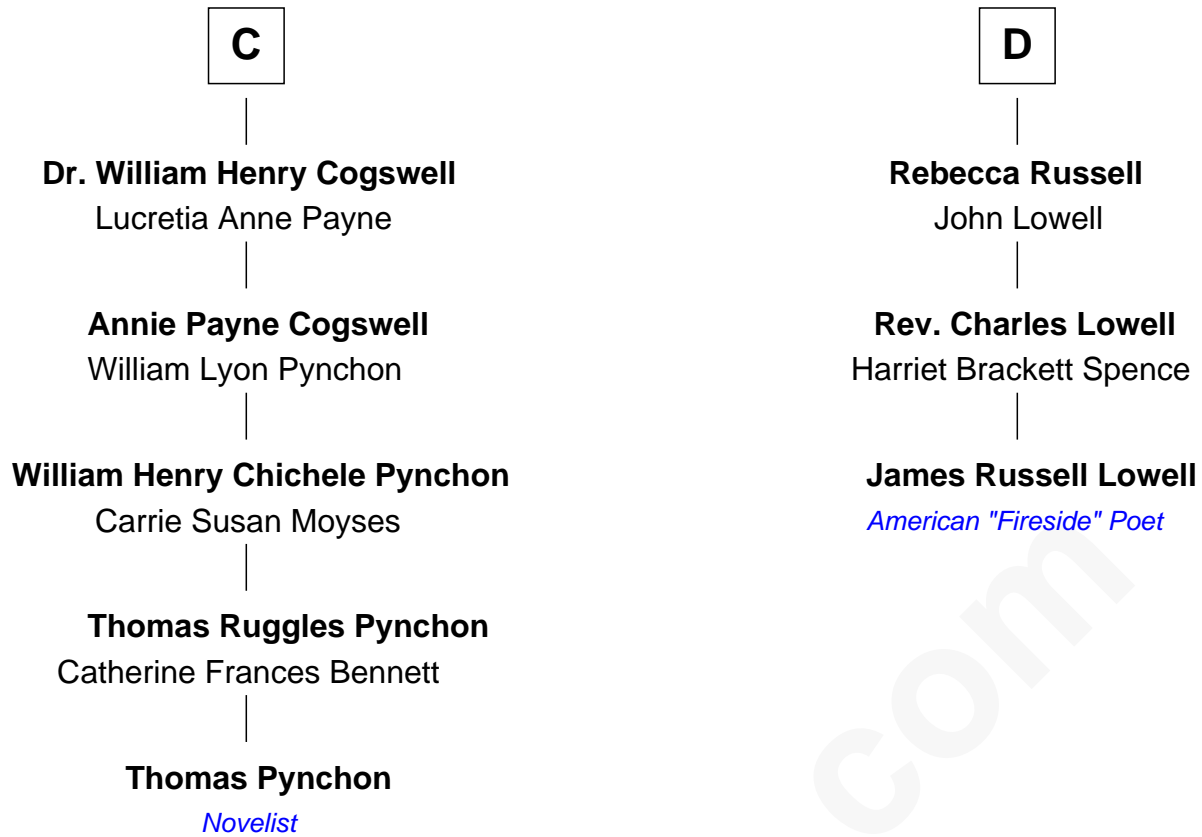 C
Dr. William Henry Cogswell
Lucretia Anne Payne
Annie Payne Cogswell
William Lyon Pynchon
William Henry Chichele Pynchon
Carrie Susan Moyses
Thomas Ruggles Pynchon
Catherine Frances Bennett
Thomas Pynchon
Novelist
D
Rebecca Russell
John Lowell
Rev. Charles Lowell
Harriet Brackett Spence
James Russell Lowell
American "Fireside" Poet
com